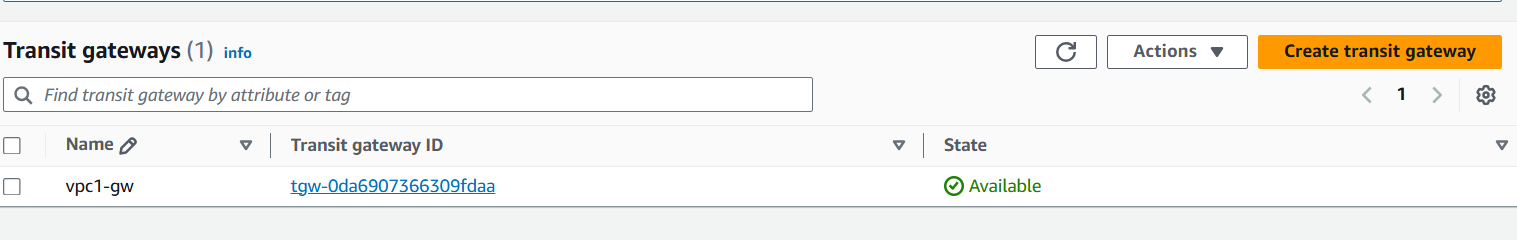 Transit gateways (1) info
Actions
Create transit gateway
Find transit gateway by attribute or tag
1
Name Transit gateway ID State
vpc1-gw tgw-0da6907366309fdaa Available